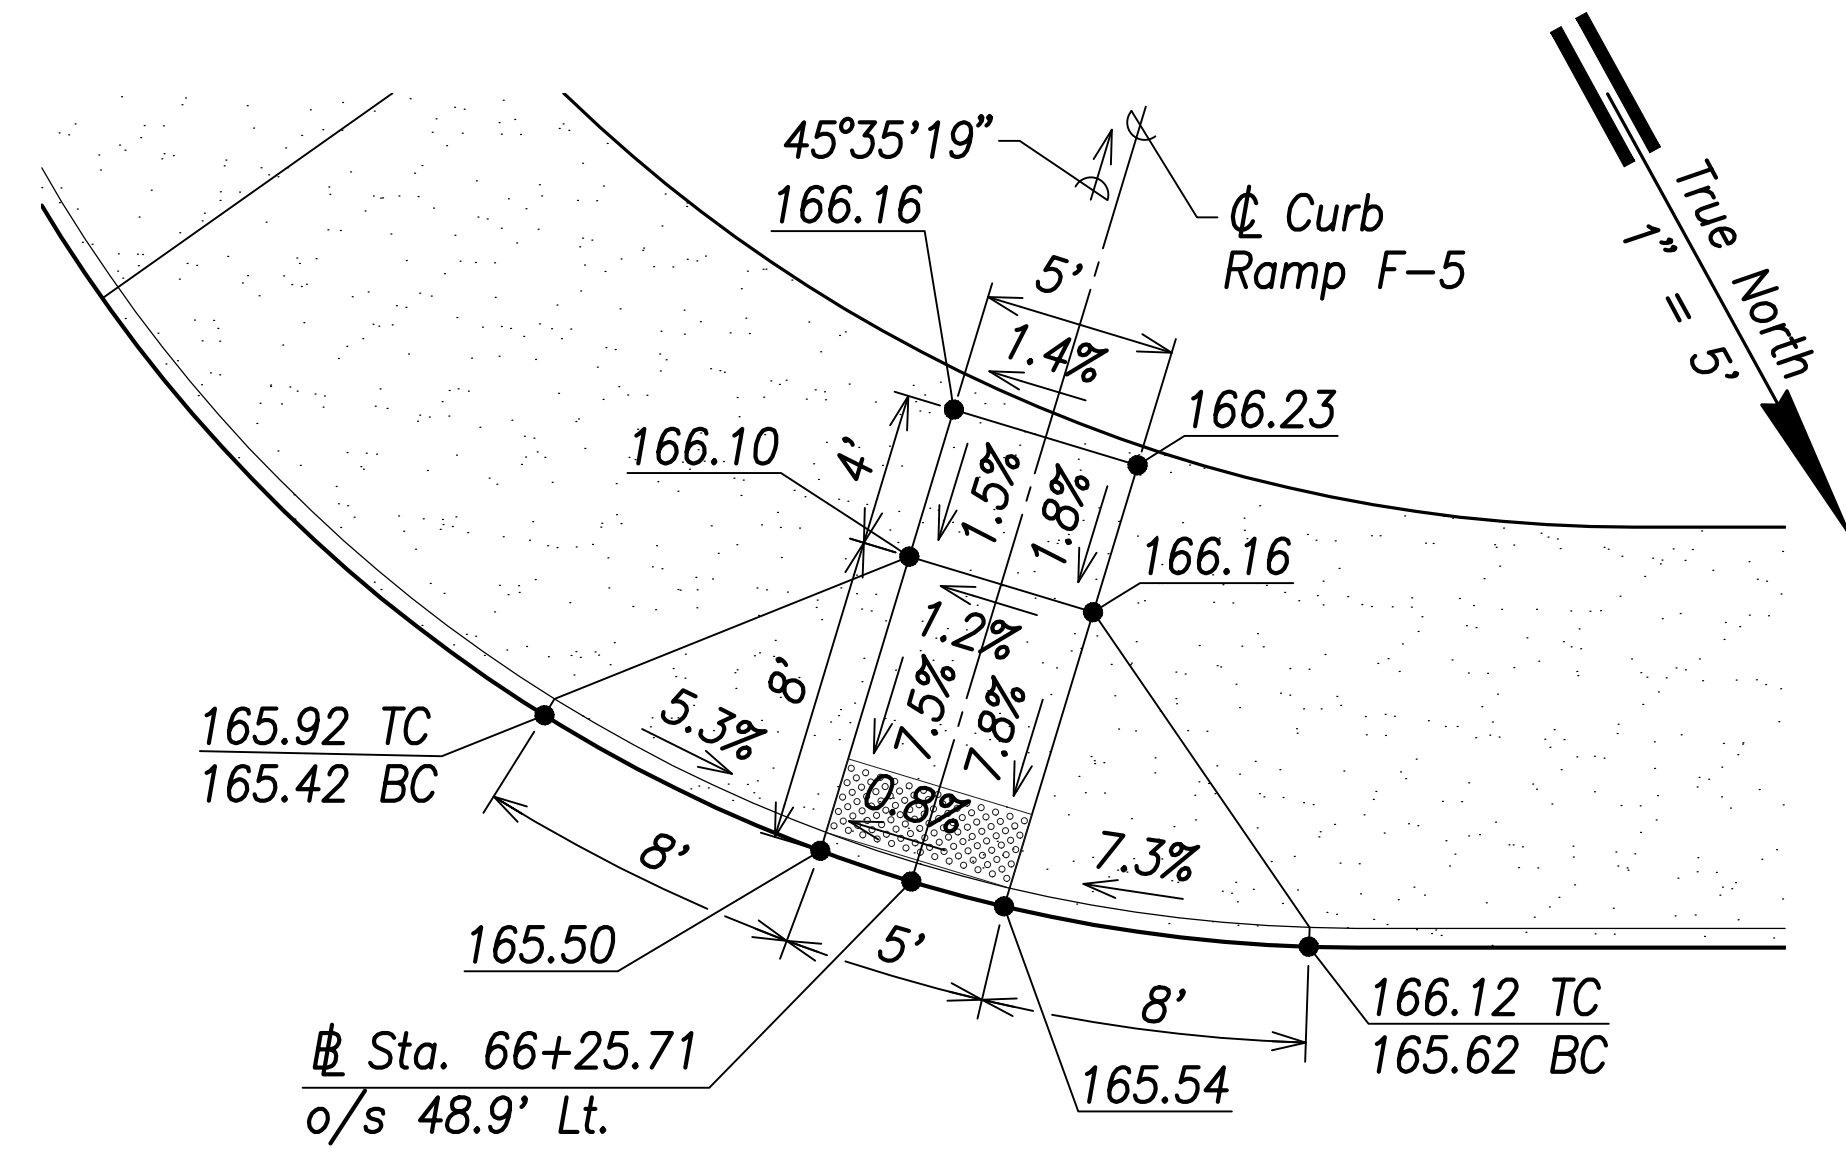 45°35'19"
166.16
℄ Curb
Ramp F-5
True North
1" = 5'
5'
1.4%
166.23
166.10
4'
1.5%
1.8%
166.16
1.2%
8'
7.5%
7.8%
5.3%
165.92 TC
165.42 BC
0.8%
7.3%
8'
165.50
5'
8'
166.12 TC
165.62 BC
B̵L Sta. 66+25.71
o/s 48.9' Lt.
165.54